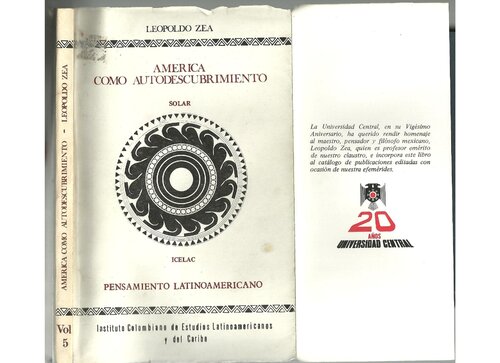 AMERICA COMO AUTODESCUBRIMIENTO - LEOPOLDO ZEA
Vol
5
LEOPOLDO ZEA
AMERICA
COMO AUTODESCUBRIMIENTO
SOLAR
ICELAC
PENSAMIENTO LATINOAMERICANO
Instituto Colombiano de Estudios Latinoamericanos
y del Caribe
La Universidad Central, en su Vigésimo
Aniversario, ha querido rendir homenaje
al maestro, pensador y filósofo mexicano,
Leopoldo Zea, quien es profesor emérito
de nuestro claustro, e incorpora este libro
al catálogo de publicaciones editadas con
ocasión de nuestra efemérides.
20
AÑOS
UNIVERSIDAD CENTRAL